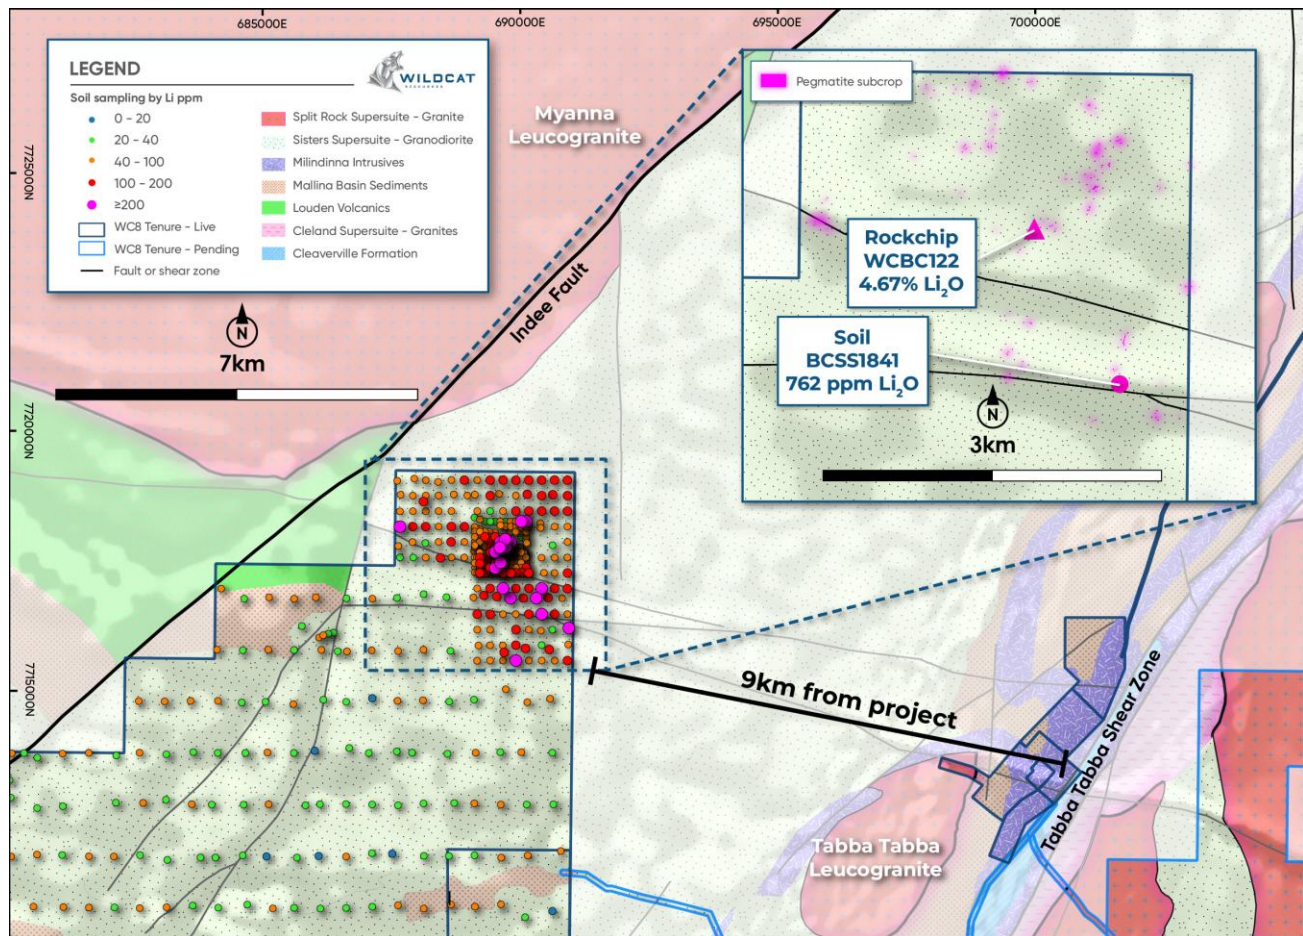 685000E
690000E
695000E
700000E
7725000N
7720000N
7715000N
LEGEND
WILDCAT
RESOURCES
Soil sampling by Li ppm
0 - 20
20 - 40
40 - 100
100 - 200
≥200
WC8 Tenure - Live
WC8 Tenure - Pending
Fault or shear zone
Split Rock Supersuite - Granite
Sisters Supersuite - Granodiorite
Milindinna Intrusives
Mallina Basin Sediments
Louden Volcanics
Cleland Supersuite - Granites
Cleaverville Formation
N
7km
Myanna
Leucogranite
Indee Fault
Pegmatite subcrop
Rockchip
WCBC122
4.67% Li₂O
Soil
BCSS1841
762 ppm Li₂O
N
3km
9km from project
Tabba Tabba Shear Zone
Tabba Tabba
Leucogranite